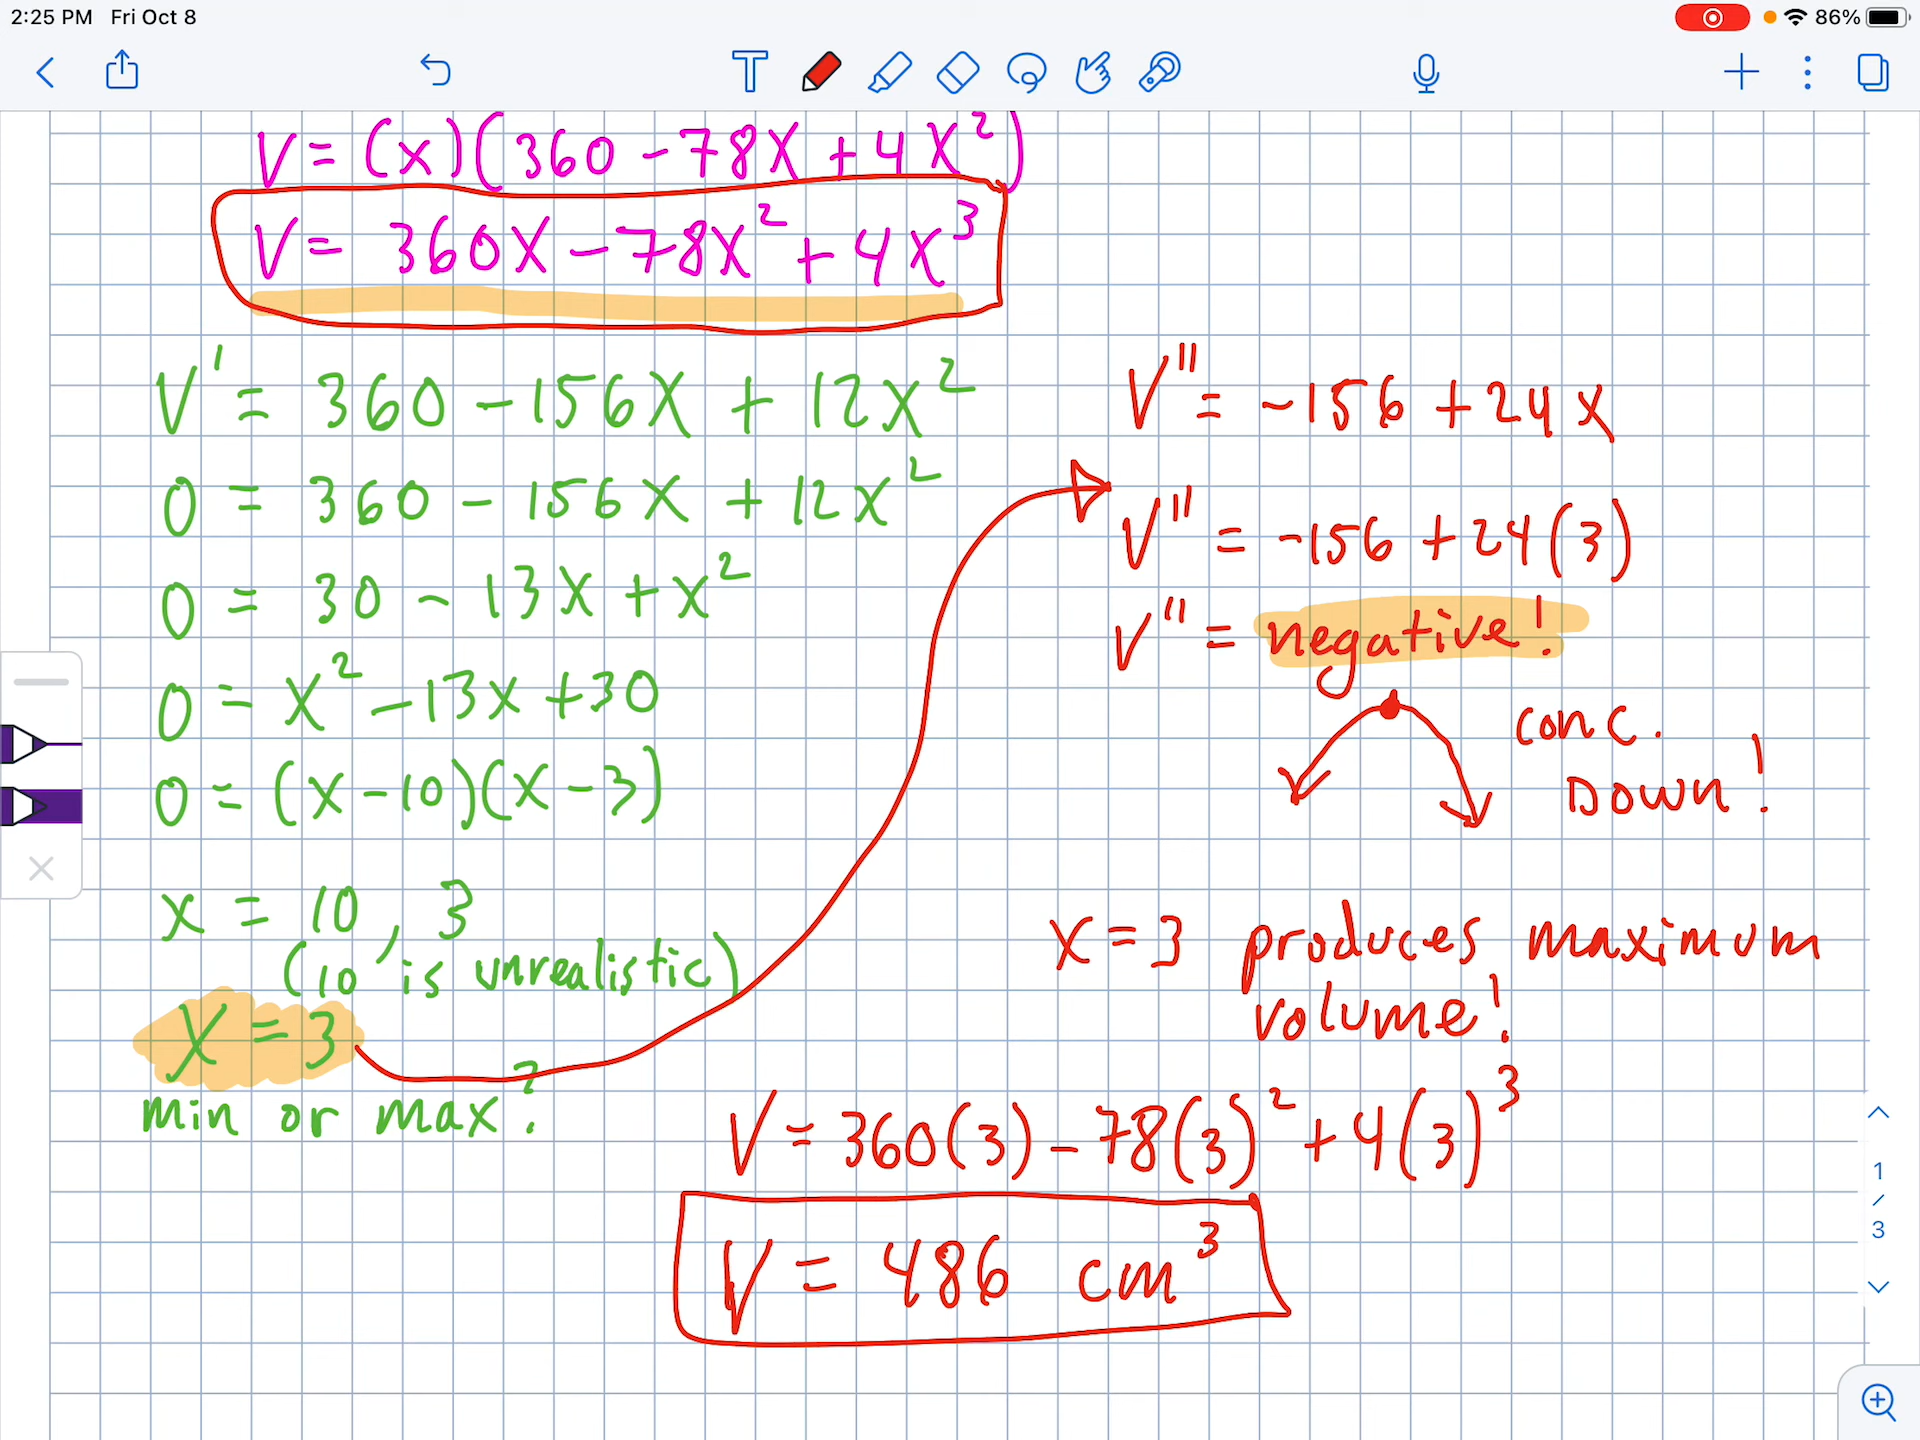 2:25 PM Fri Oct 8
86%
T
V = (x)(360 - 78x + 4x²)
V = 360x - 78x² + 4x³
V' = 360 - 156x + 12x²
0 = 360 - 156x + 12x²
0 = 30 - 13x + x²
0 = x² - 13x + 30
0 = (x - 10)(x - 3)
x = 10, 3
(10 is unrealistic)
x = 3
min or max?
V'' = -156 + 24x
V'' = -156 + 24(3)
V'' = negative!
conc.
Down!
x = 3 produces maximum
volume!
V = 360(3) - 78(3)² + 4(3)³
V = 486 cm³
1
/
3